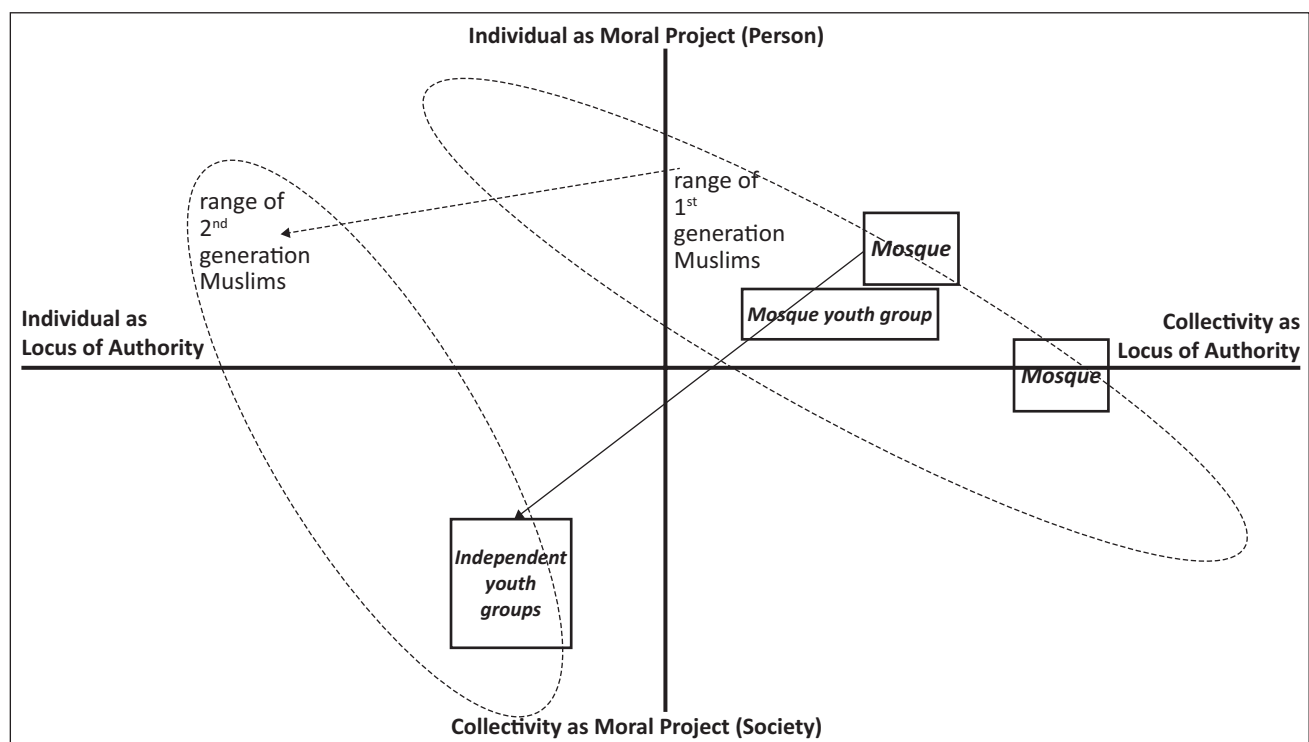 Individual as Moral Project (Person)
range of
1st
generation
Muslims
range of
2nd
generation
Muslims
Mosque
Mosque youth group
Individual as
Locus of Authority
Collectivity as
Locus of Authority
Mosque
Independent
youth
groups
Collectivity as Moral Project (Society)